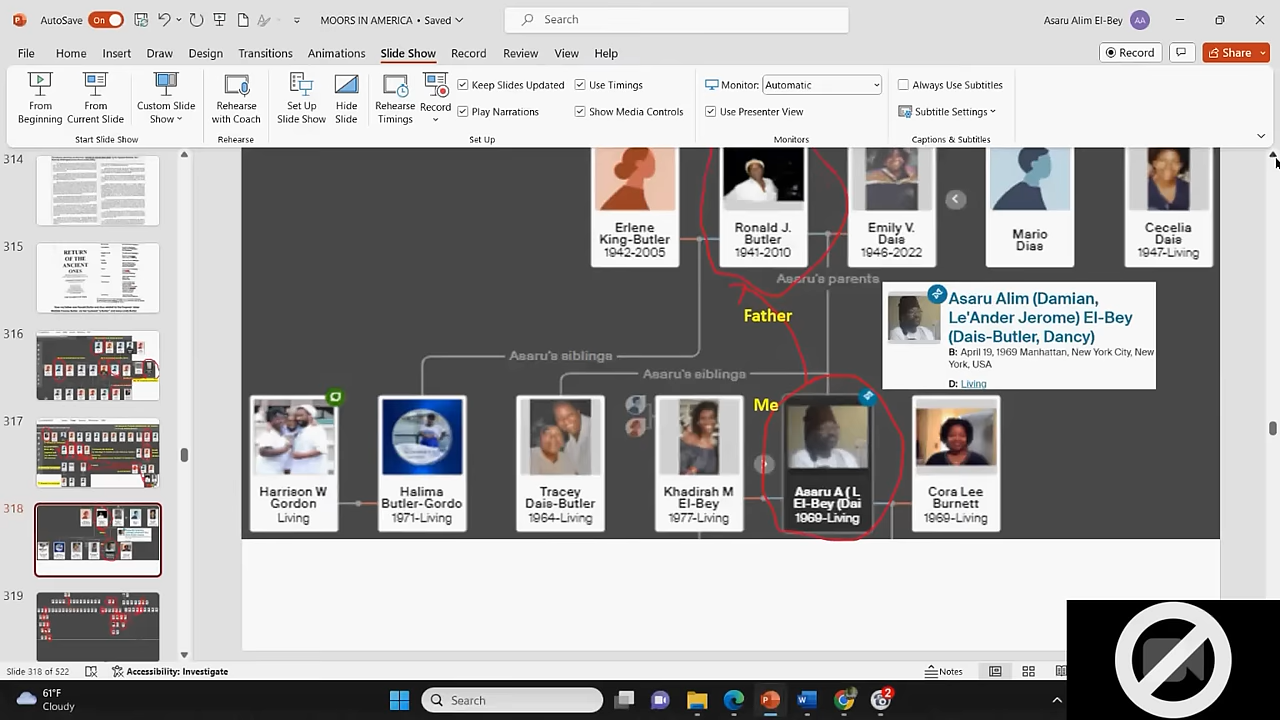 AutoSave
On
MOORS IN AMERICA • Saved
Search
Asaru Alim El-Bey
AA
File
Home
Insert
Draw
Design
Transitions
Animations
Slide Show
Record
Review
View
Help
Record
Share
From
Beginning
From
Current Slide
Custom Slide
Show
Rehearse
with Coach
Set Up
Slide Show
Hide
Slide
Rehearse
Timings
Record
Keep Slides Updated
Use Timings
Play Narrations
Show Media Controls
Monitor:
Automatic
Use Presenter View
Always Use Subtitles
Subtitle Settings
Start Slide Show
Rehearse
Set Up
Monitors
Captions & Subtitles
314
315
RETURN
OF THE
ANCIENT
ONES
316
317
318
319
Erlene
King-Butler
1942-2005
Ronald J.
Butler
1941-2010
Emily V.
Dais
1946-2022
Mario
Dias
Cecelia
Dais
1947-Living
Asaru's parents
Father
Asaru Alim (Damian,
Le'Ander Jerome) El-Bey
(Dais-Butler, Dancy)
B: April 19, 1969 Manhattan, New York City, New
York, USA
D: Living
Asaru's siblings
Asaru's siblings
Me
Harrison W
Gordon
Living
Halima
Butler-Gordo
1971-Living
Tracey
Dais-Butler
1964-Living
Khadirah M
El-Bey
1977-Living
Asaru A ( L
El-Bey (Dai
1969-Living
Cora Lee
Burnett
1969-Living
Slide 318 of 522
Accessibility: Investigate
Notes
61°F
Cloudy
Search
2